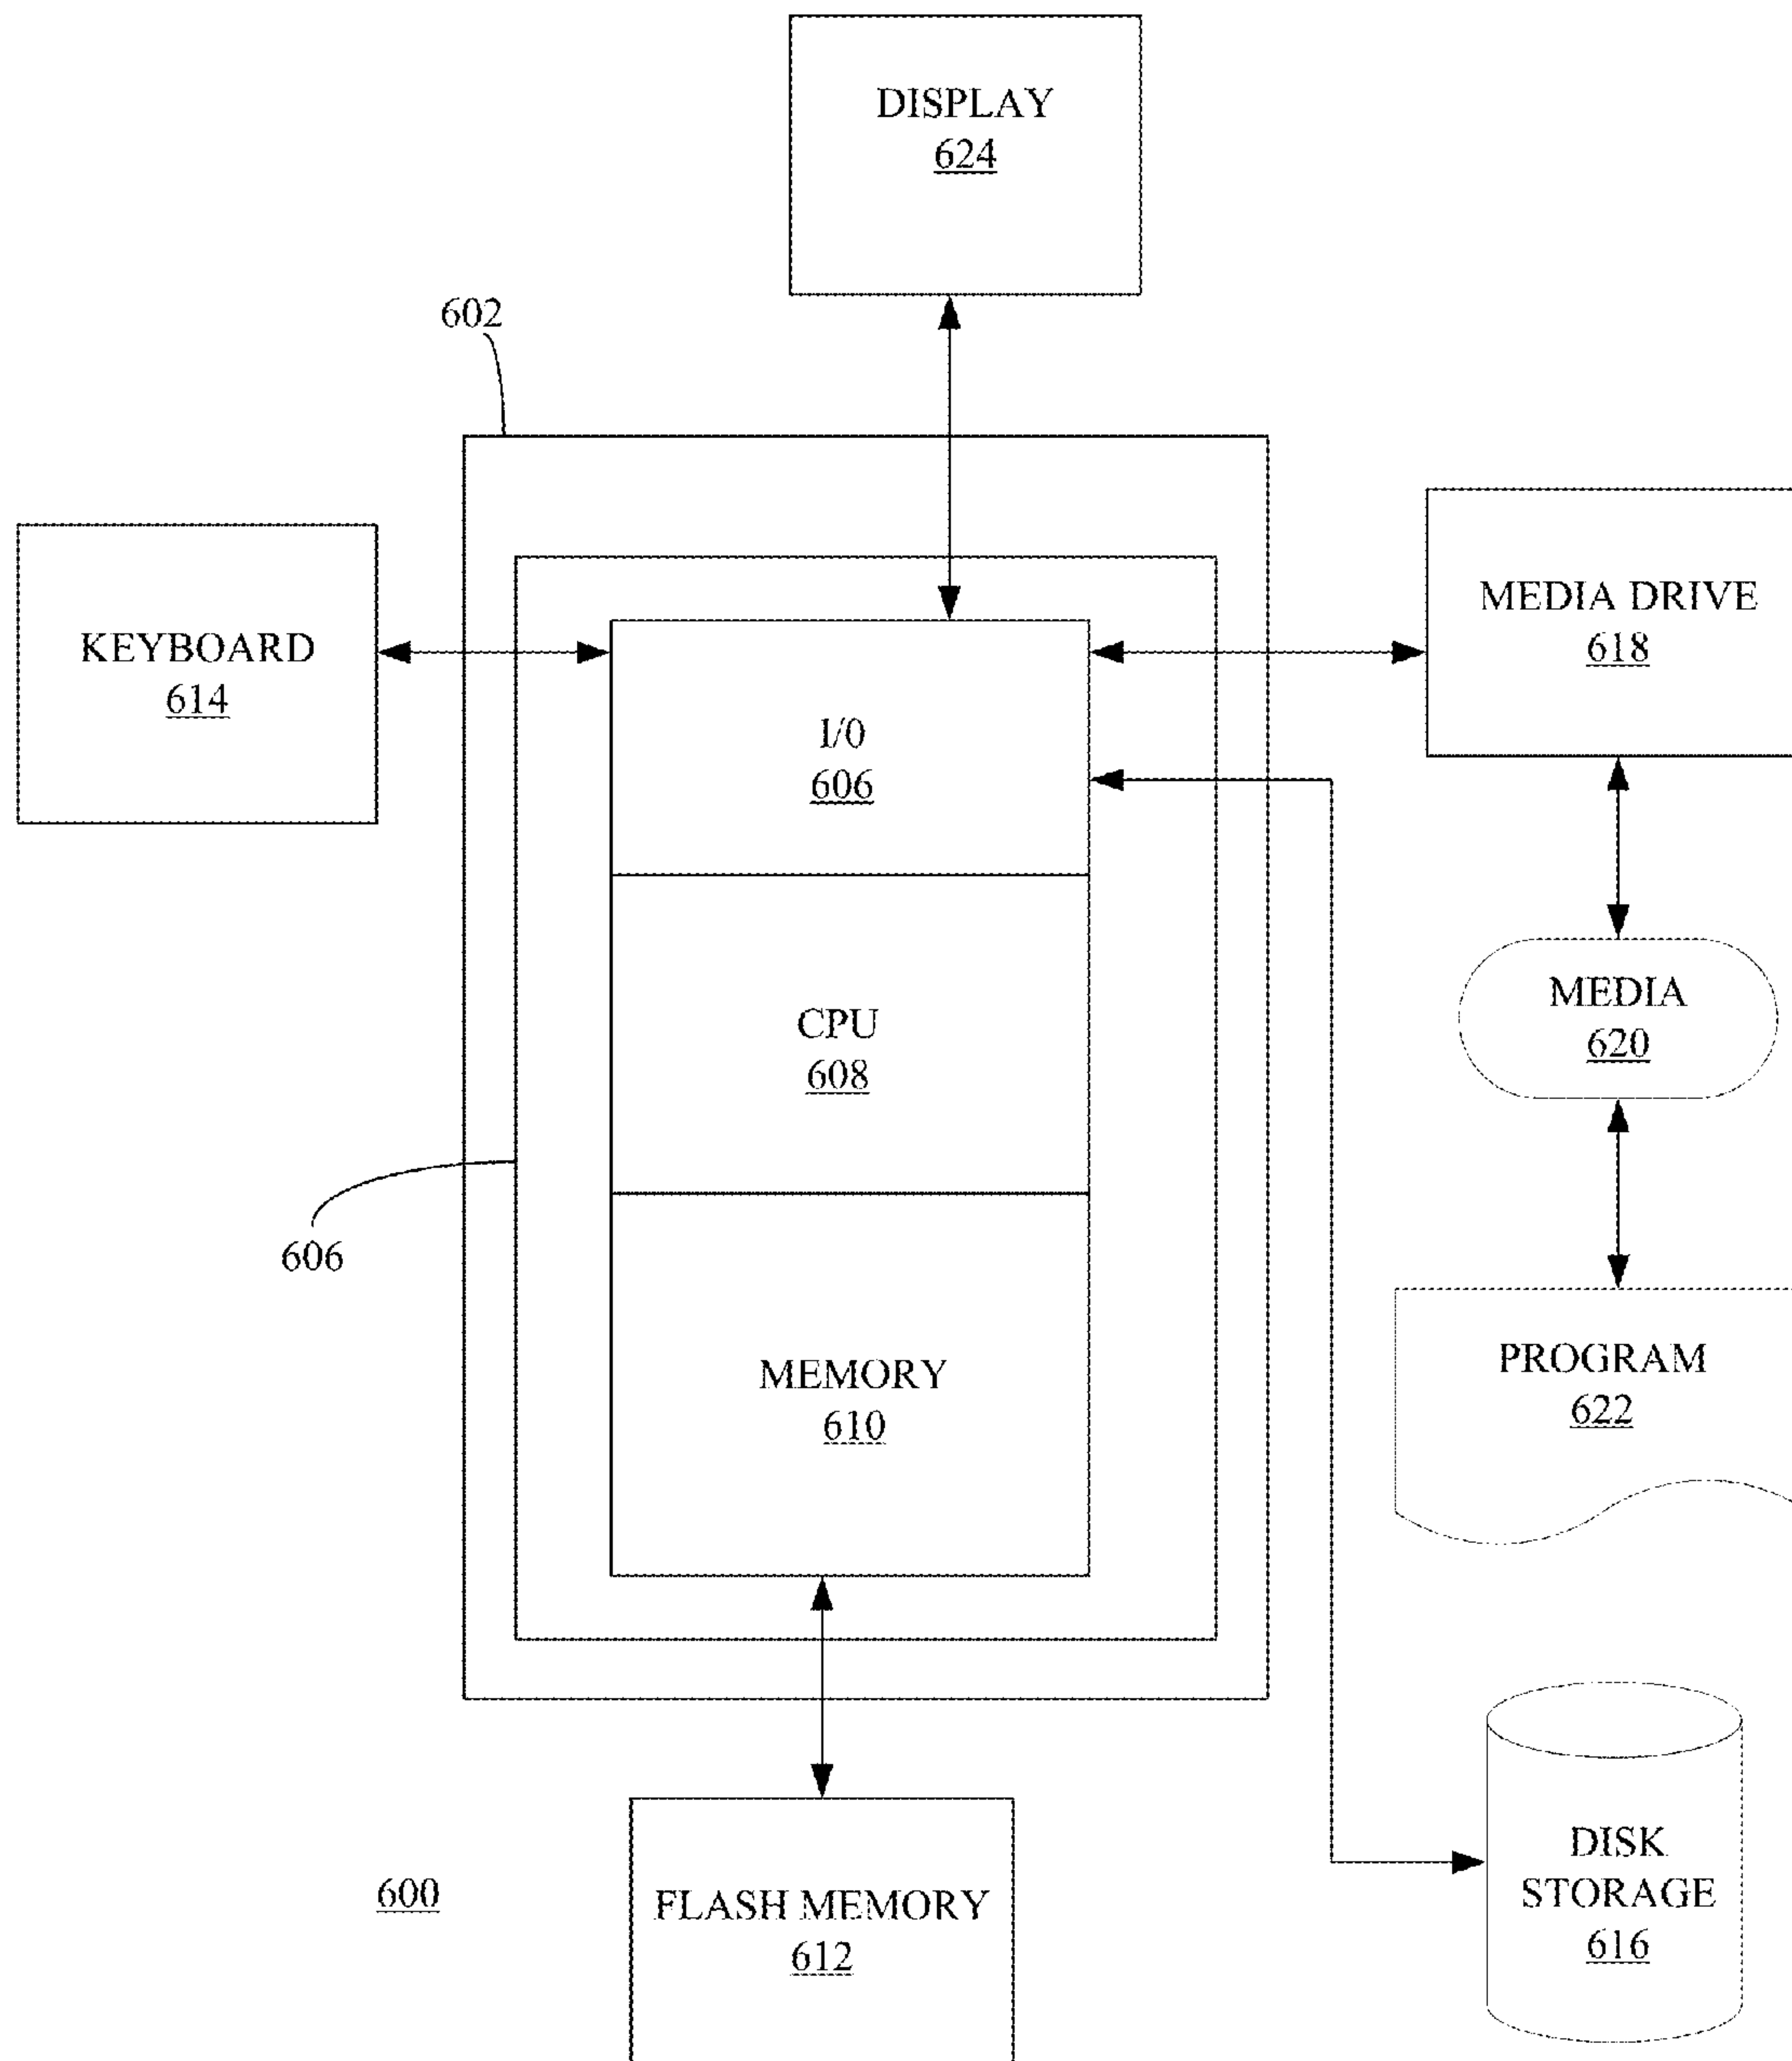 DISPLAY
624
602
KEYBOARD
614
I/0
606
MEDIA DRIVE
618
CPU
608
MEDIA
620
606
MEMORY
610
PROGRAM
622
600
FLASH MEMORY
612
DISK
STORAGE
616